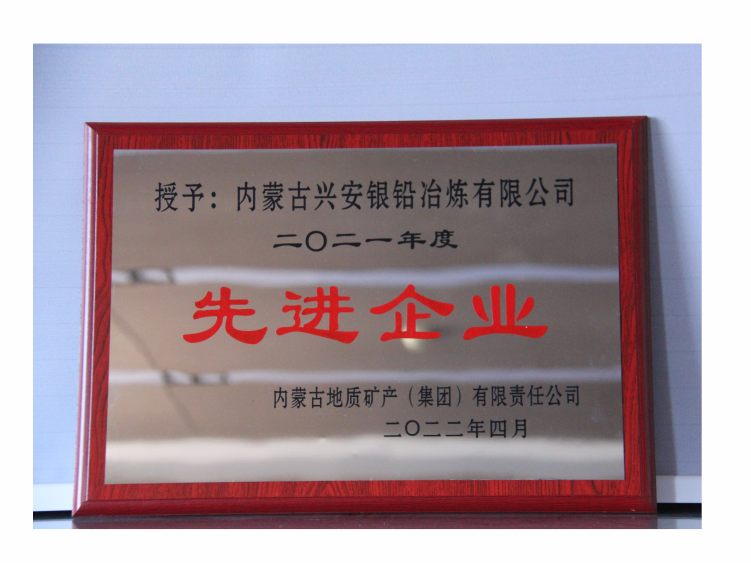 授予：内蒙古兴安银铅冶炼有限公司
二〇二一年度
先进企业
内蒙古地质矿产（集团）有限责任公司
二〇二二年四月